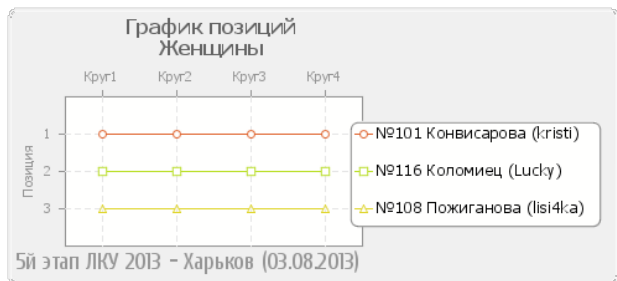 График позиций
Женщины
Круг1 Круг2 Круг3 Круг4
Позиция
1
2
3
№101 Конвисарова (kristi)
№116 Коломиец (Lucky)
№108 Пожиганова (lisi4ka)
5й этап ЛКУ 2013 - Харьков (03.08.2013)